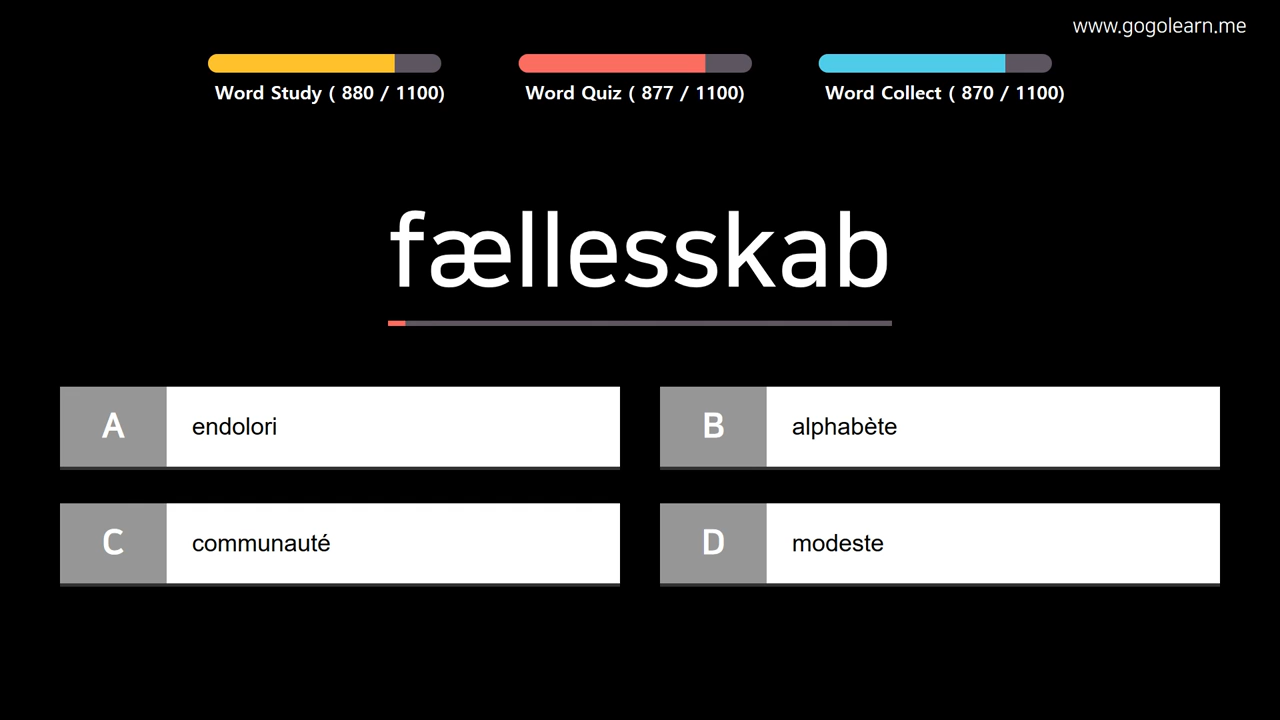 www.gogolearn.me
Word Study ( 880 / 1100)
Word Quiz ( 877 / 1100)
Word Collect ( 870 / 1100)
fællesskab
A
endolori
B
alphabète
C
communauté
D
modeste